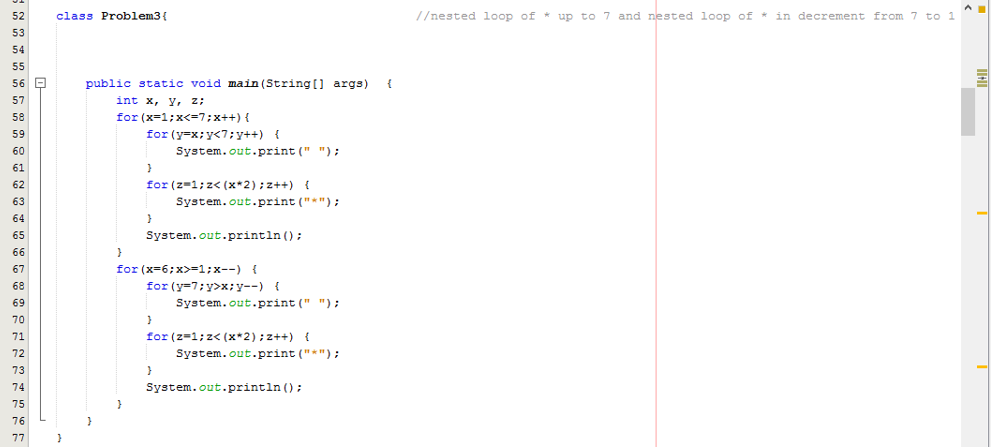 51
52 class Problem3{ //nested loop of * up to 7 and nested loop of * in decrement from 7 to 1
53
54
55
56 public static void main(String[] args) {
57 int x, y, z;
58 for(x=1;x<=7;x++){
59 for(y=x;y<7;y++) {
60 System.out.print(" ");
61 }
62 for(z=1;z<(x*2);z++) {
63 System.out.print("*");
64 }
65 System.out.println();
66 }
67 for(x=6;x>=1;x--) {
68 for(y=7;y>x;y--) {
69 System.out.print(" ");
70 }
71 for(z=1;z<(x*2);z++) {
72 System.out.print("*");
73 }
74 System.out.println();
75 }
76 }
77 }